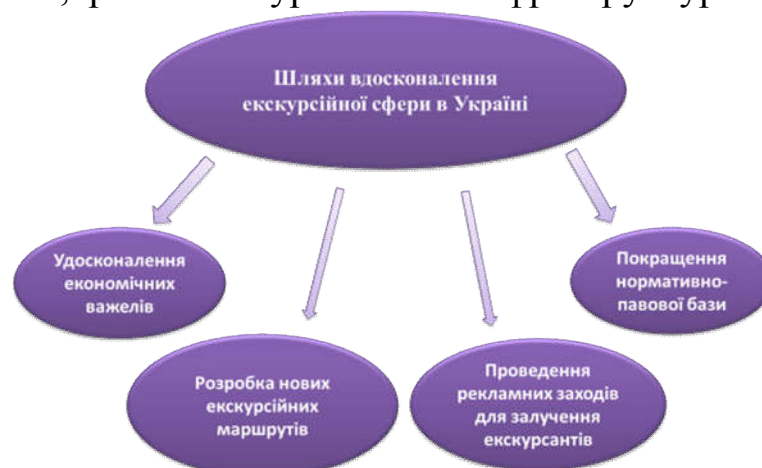 Шляхи вдосконалення
екскурсійної сфери в Україні
Удосконалення
економічних
важелів
Розробка нових
екскурсійних
маршрутів
Проведення
рекламних заходів
для залучення
екскурсантів
Покращення
нормативно-
павової бази